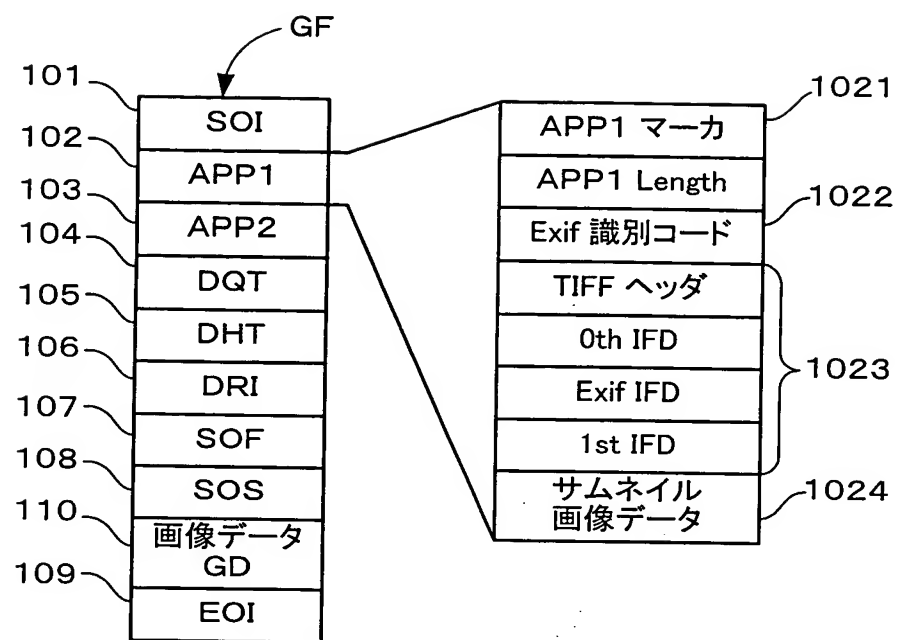 GF
101
SOI
102
APP1
103
APP2
104
DQT
105
DHT
106
DRI
107
SOF
108
SOS
110
画像データ
GD
109
EOI
1021
APP1 マーカ
APP1 Length
1022
Exif 識別コード
TIFF ヘッダ
0th IFD
Exif IFD
1023
1st IFD
サムネイル
画像データ
1024